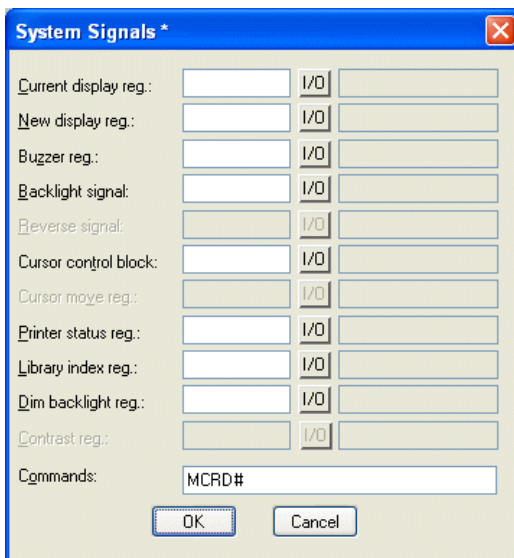 System Signals *
Current display reg.: I/O
New display reg.: I/O
Buzzer reg.: I/O
Backlight signal: I/O
Reverse signal: I/O
Cursor control block: I/O
Cursor move reg.: I/O
Printer status reg.: I/O
Library index reg.: I/O
Dim backlight reg.: I/O
Contrast reg.: I/O
Commands: MCRD#
OK Cancel